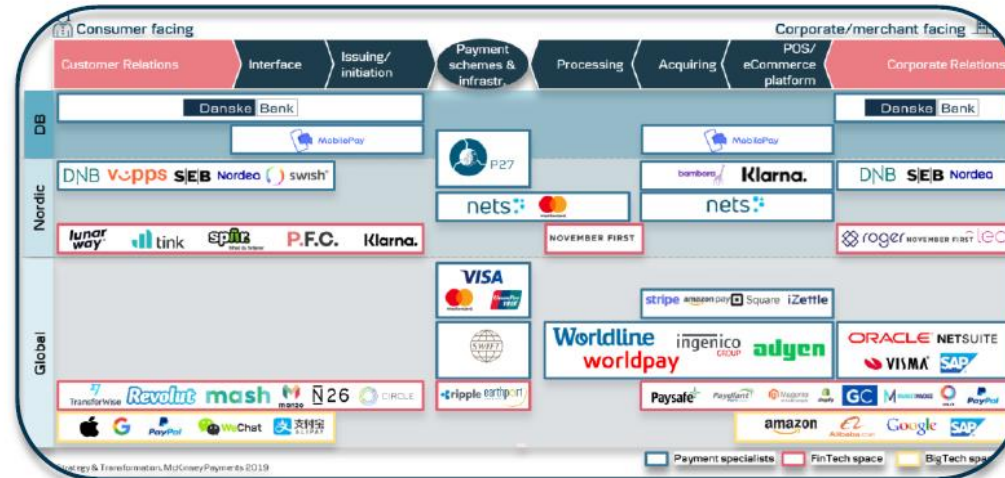 Consumer facing
Corporate/merchant facing
Customer Relations
Interface
Issuing/
initiation
Payment
schemes &
infrastr.
Processing
Acquiring
POS/
eCommerce
platform
Corporate Relations
DB
Danske Bank
Danske Bank
MobilePay
MobilePay
P27
Nordic
DNB vipps SEB Nordea swish
bambora Klarna.
DNB SEB Nordea
nets
nets
lunar
way
tink
spiir
P.F.C.
Klarna.
NOVEMBER FIRST
roger NOVEMBER FIRST
Global
VISA
stripe amazon pay Square iZettle
SWIFT
Worldline
worldpay
ingenico
GROUP
adyen
ORACLE NETSUITE
VISMA SAP
TransferWise Revolut mash monzo N26 CIRCLE
ripple earthport
Paysafe
Magento
GC
PayPal
G PayPal WeChat 支付宝
ALIPAY
amazon
Alibaba.com
Google SAP
Strategy & Transformation, McKinsey Payments 2019
Payment specialists
FinTech space
BigTech spa